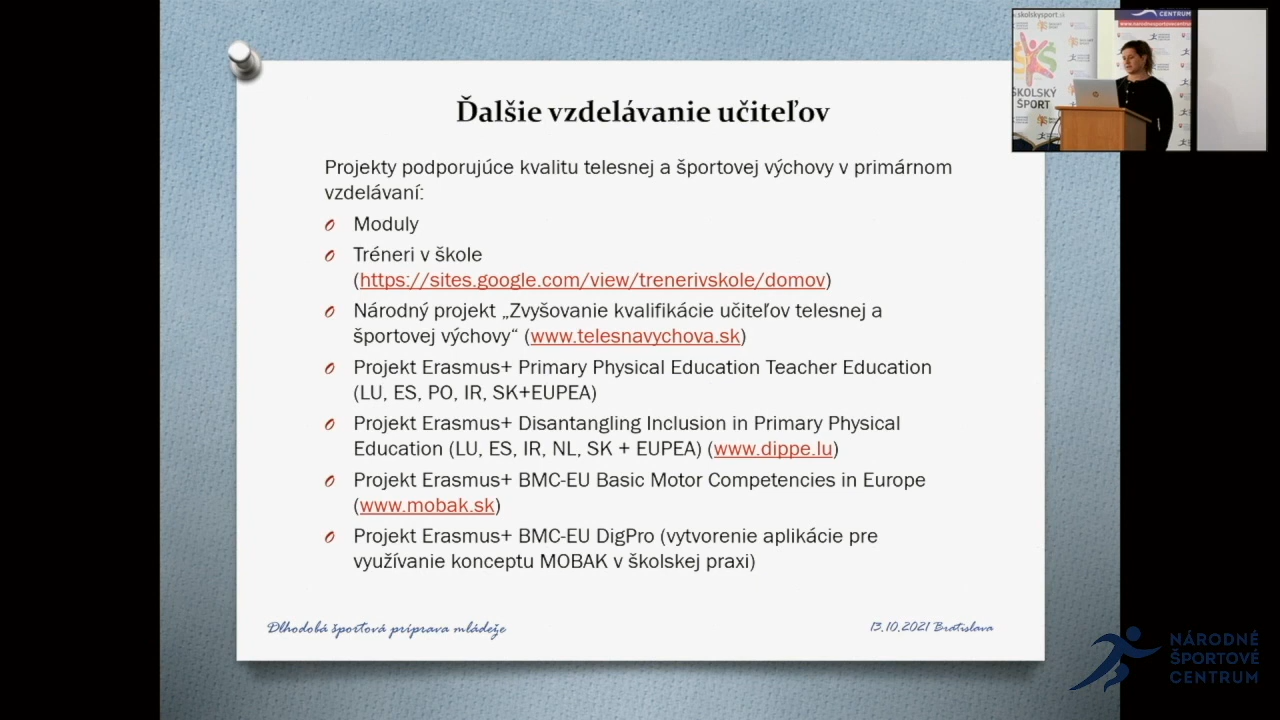 Ďalšie vzdelávanie učiteľov
Projekty podporujúce kvalitu telesnej a športovej výchovy v primárnom
vzdelávaní:
Moduly
Tréneri v škole
(https://sites.google.com/view/trenerivskole/domov)
Národný projekt „Zvyšovanie kvalifikácie učiteľov telesnej a
športovej výchovy“ (www.telesnavychova.sk)
Projekt Erasmus+ Primary Physical Education Teacher Education
(LU, ES, PO, IR, SK+EUPEA)
Projekt Erasmus+ Disantangling Inclusion in Primary Physical
Education (LU, ES, IR, NL, SK + EUPEA) (www.dippe.lu)
Projekt Erasmus+ BMC-EU Basic Motor Competencies in Europe
(www.mobak.sk)
Projekt Erasmus+ BMC-EU DigPro (vytvorenie aplikácie pre
využívanie konceptu MOBAK v školskej praxi)
Dlhodobá športová príprava mládeže
13.10.2021 Bratislava
.skolskysport.sk
ŠKOLSKÝ
ŠPORT
CENTRUM
NÁRODNÉ
ŠPORTOVÉ
CENTRUM